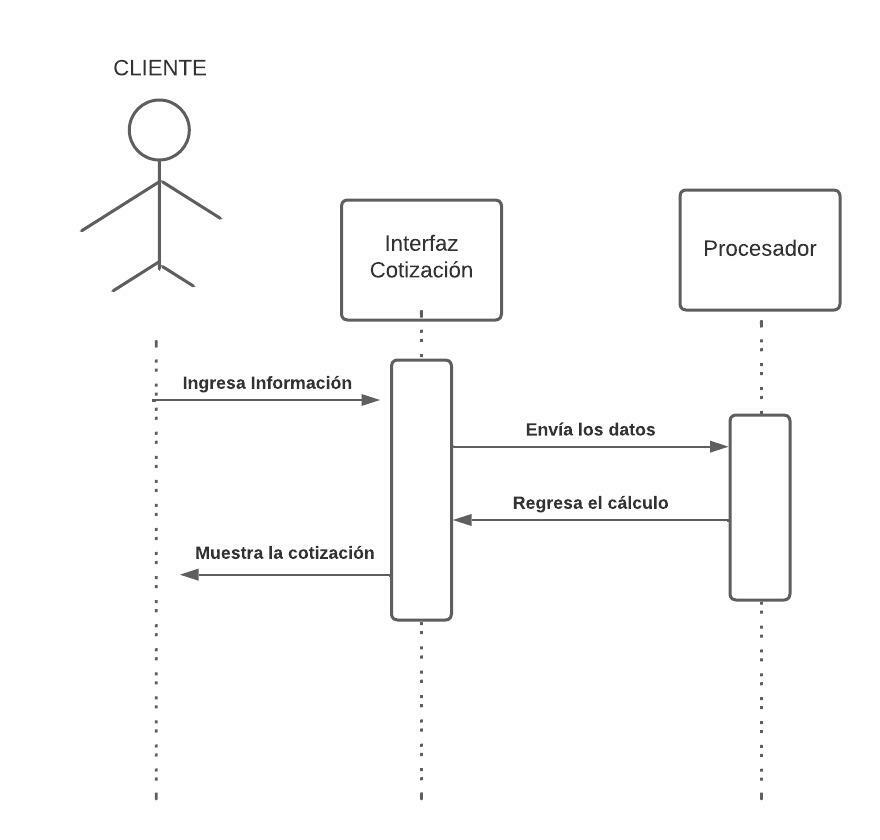 CLIENTE
Interfaz
Cotización
Procesador
Ingresa Información
Envía los datos
Regresa el cálculo
Muestra la cotización